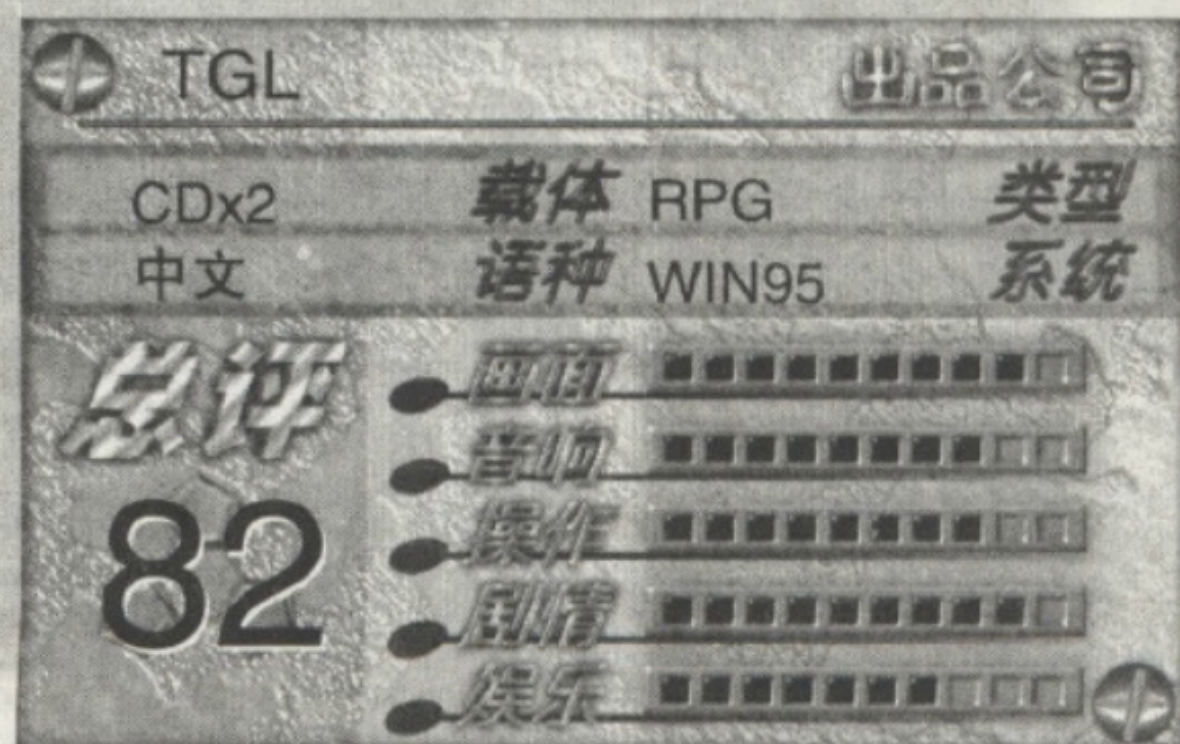 TGL 出品公司
CDx2 载体 RPG 类型
中文 语种 WIN95 系统
总评 画面
82 音响
操作
剧情
娱乐